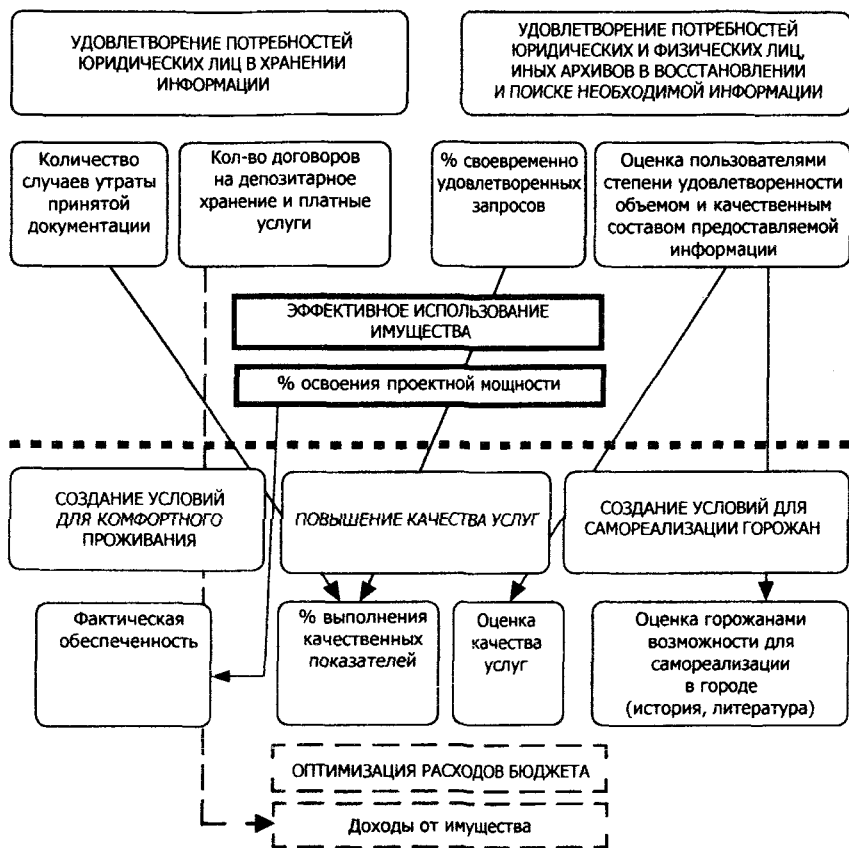 УДОВЛЕТВОРЕНИЕ ПОТРЕБНОСТЕЙ
ЮРИДИЧЕСКИХ ЛИЦ В ХРАНЕНИИ
ИНФОРМАЦИИ
УДОВЛЕТВОРЕНИЕ ПОТРЕБНОСТЕЙ
ЮРИДИЧЕСКИХ И ФИЗИЧЕСКИХ ЛИЦ,
ИНЫХ АРХИВОВ В ВОССТАНОВЛЕНИИ
И ПОИСКЕ НЕОБХОДИМОЙ ИНФОРМАЦИИ
Количество
случаев утраты
принятой
документации
Кол-во договоров
на депозитарное
хранение и платные
услуги
% своевременно
удовлетворенных
запросов
Оценка пользователями
степени удовлетворенности
объемом и качественным
составом предоставляемой
информации
ЭФФЕКТИВНОЕ ИСПОЛЬЗОВАНИЕ
ИМУЩЕСТВА
% освоения проектной мощности
СОЗДАНИЕ УСЛОВИЙ
ДЛЯ КОМФОРТНОГО
ПРОЖИВАНИЯ
ПОВЫШЕНИЕ КАЧЕСТВА УСЛУГ
СОЗДАНИЕ УСЛОВИЙ ДЛЯ
САМОРЕАЛИЗАЦИИ ГОРОЖАН
Фактическая
обеспеченность
% выполнения
качественных
показателей
Оценка
качества
услуг
Оценка горожанами
возможности для
самореализации
в городе
(история, литература)
ОПТИМИЗАЦИЯ РАСХОДОВ БЮДЖЕТА
Доходы от имущества